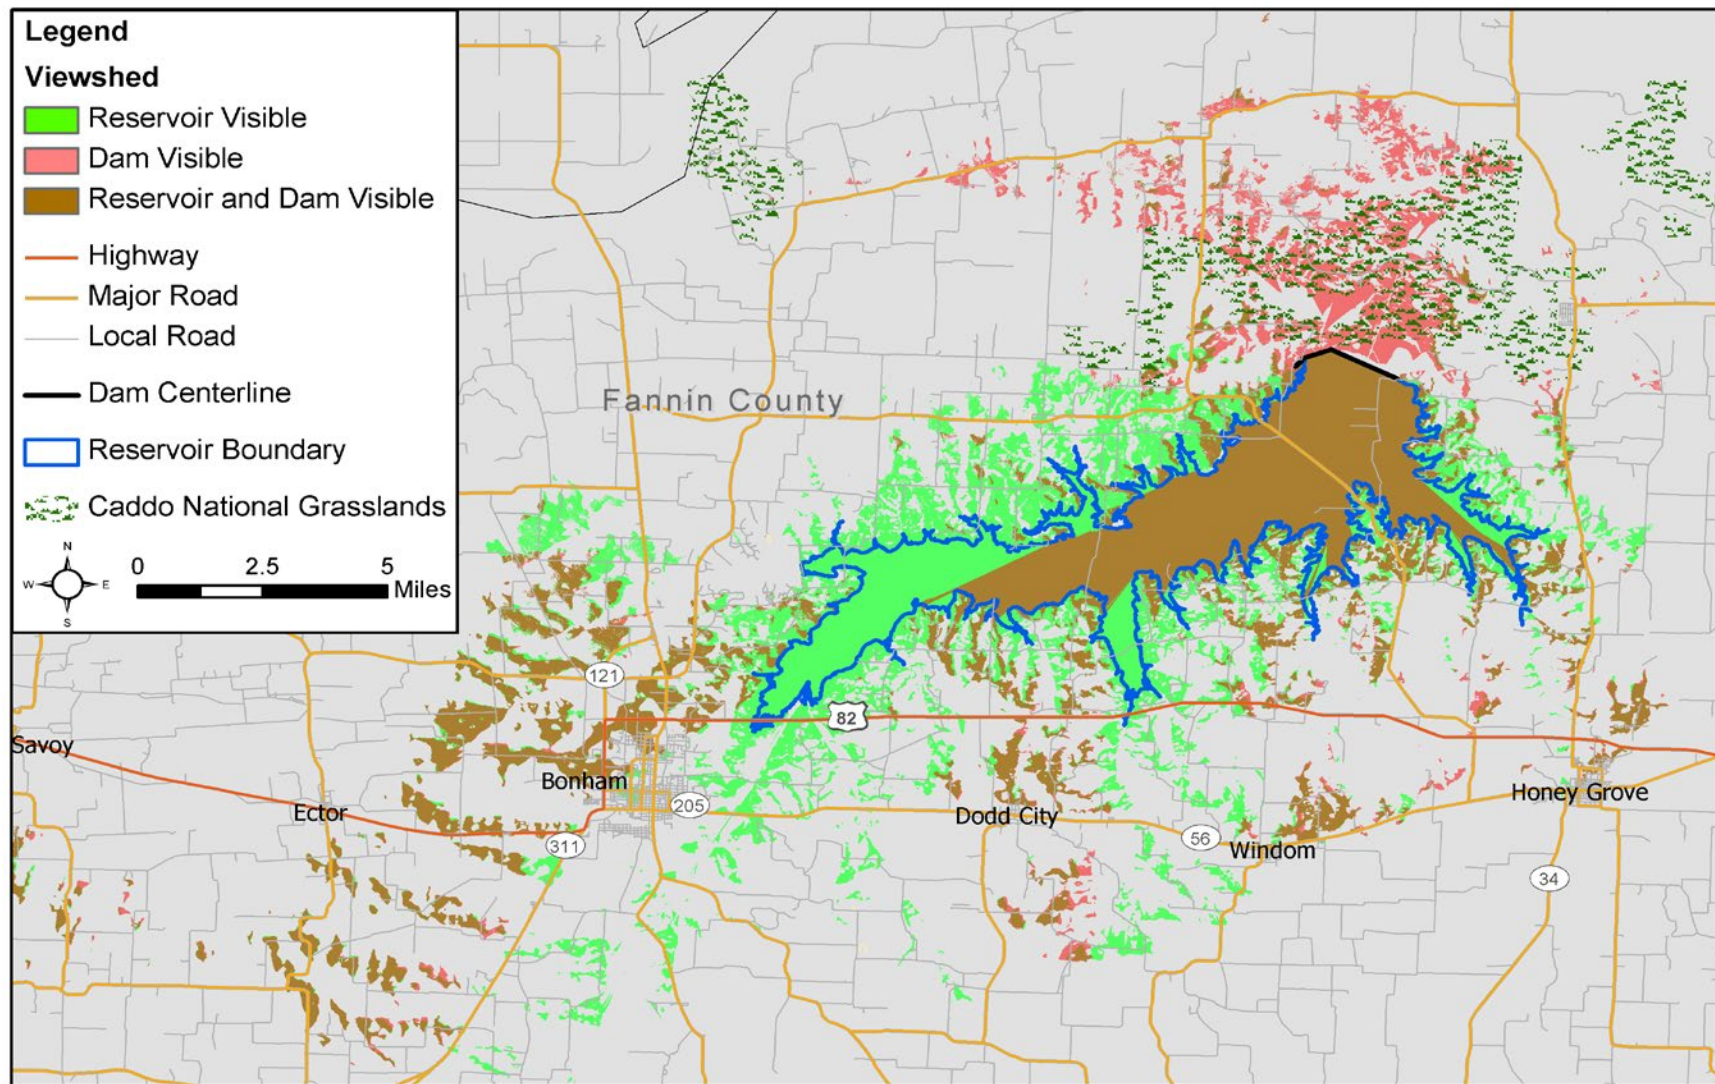 Legend
Viewshed
Reservoir Visible
Dam Visible
Reservoir and Dam Visible
Highway
Major Road
Local Road
Dam Centerline
Reservoir Boundary
Caddo National Grasslands
N
W E
S
0 2.5 5
Miles
Fannin County
121
82
Savoy
Bonham
Ector
205
Dodd City
Honey Grove
311
56
Windom
34